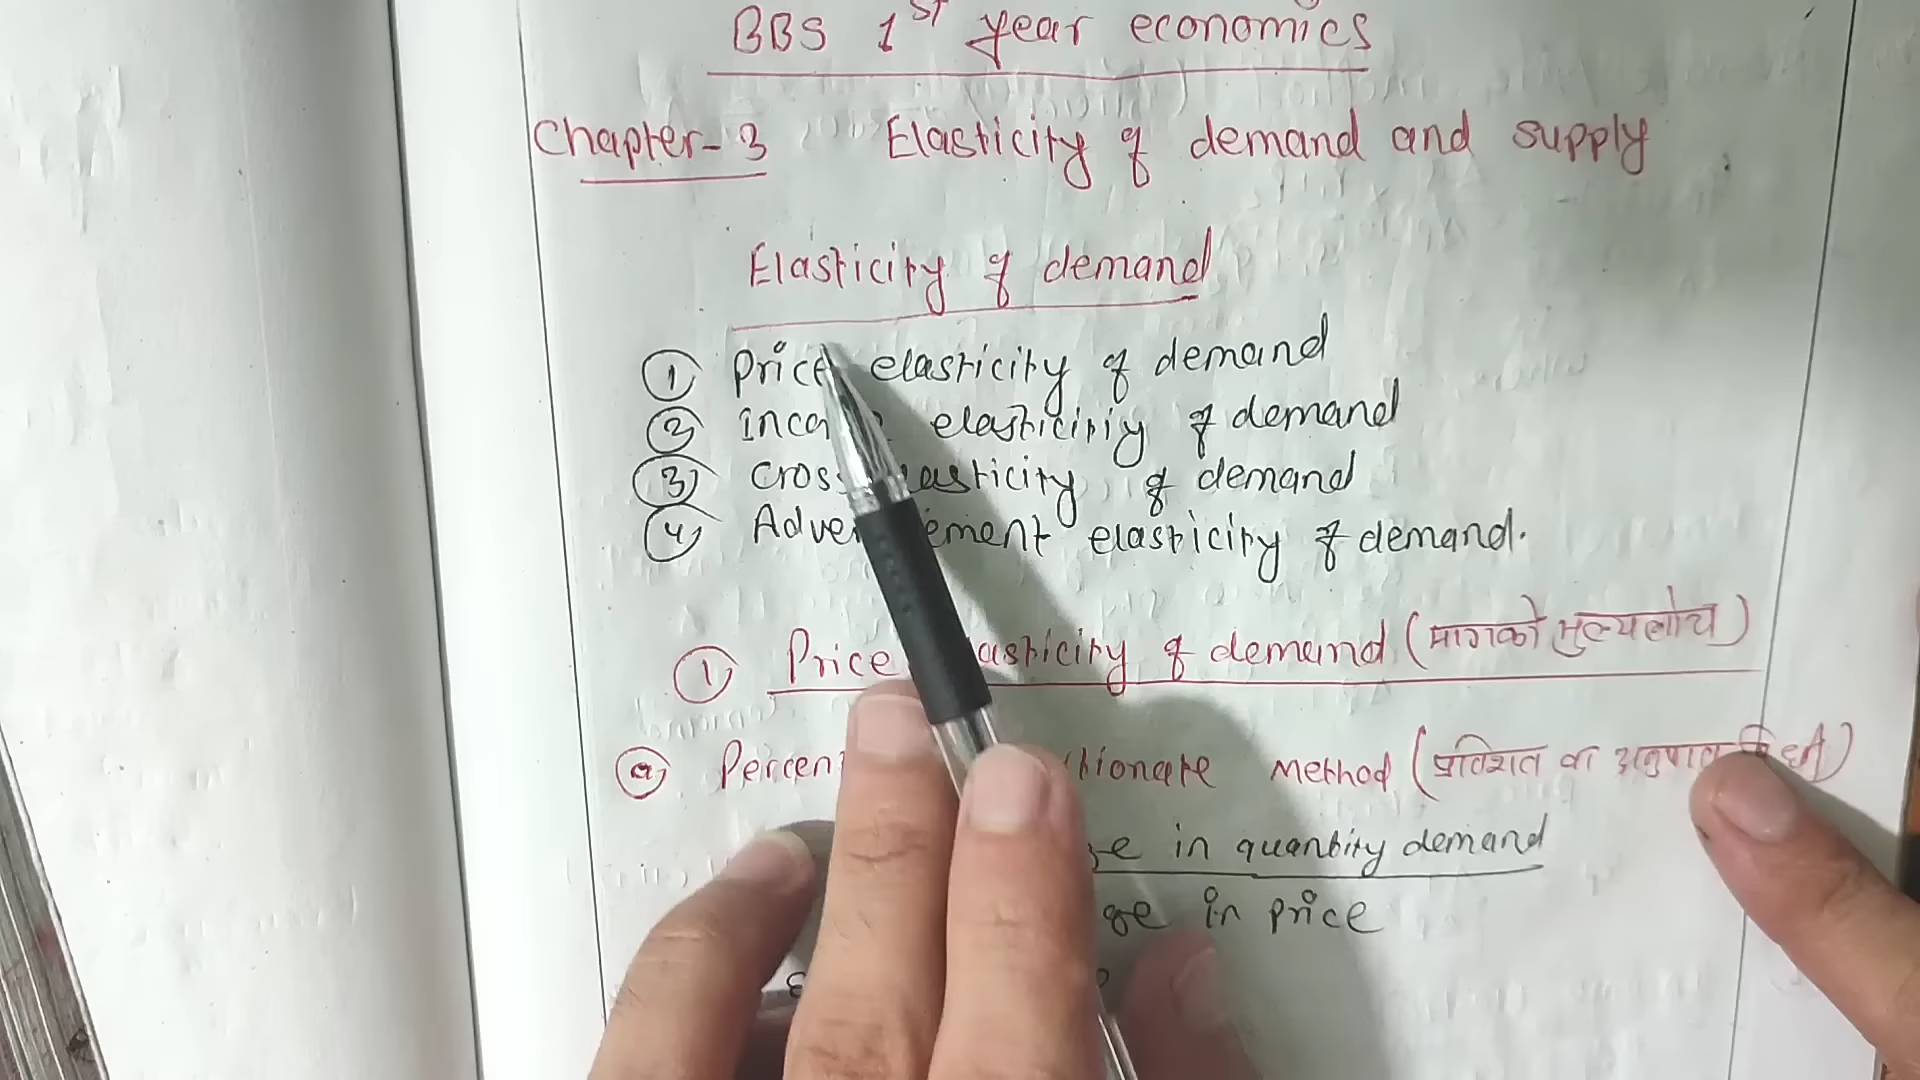 BBS 1st year economics
Chapter-3 Elasticity of demand and supply
Elasticity of demand
① Price elasticity of demand
② elasticity of demand
③ Cross of demand
④ elasticity of demand.
① Price of demand (मागको मुल्यलोच)
ⓐ Method (प्रतिशत वा
in quantity demand
in price